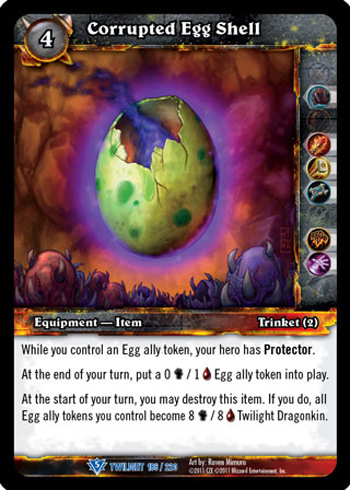 4
Corrupted Egg Shell
Equipment — Item
Trinket (2)
While you control an Egg ally token, your hero has Protector.
At the end of your turn, put a 0 / 1 Egg ally token into play.
At the start of your turn, you may destroy this item. If you do, all
Egg ally tokens you control become 8 / 8 Twilight Dragonkin.
TWILIGHT 186 / 220
Art by: Raven Mimura
©2011 CZE ©2011 Blizzard Entertainment, Inc.